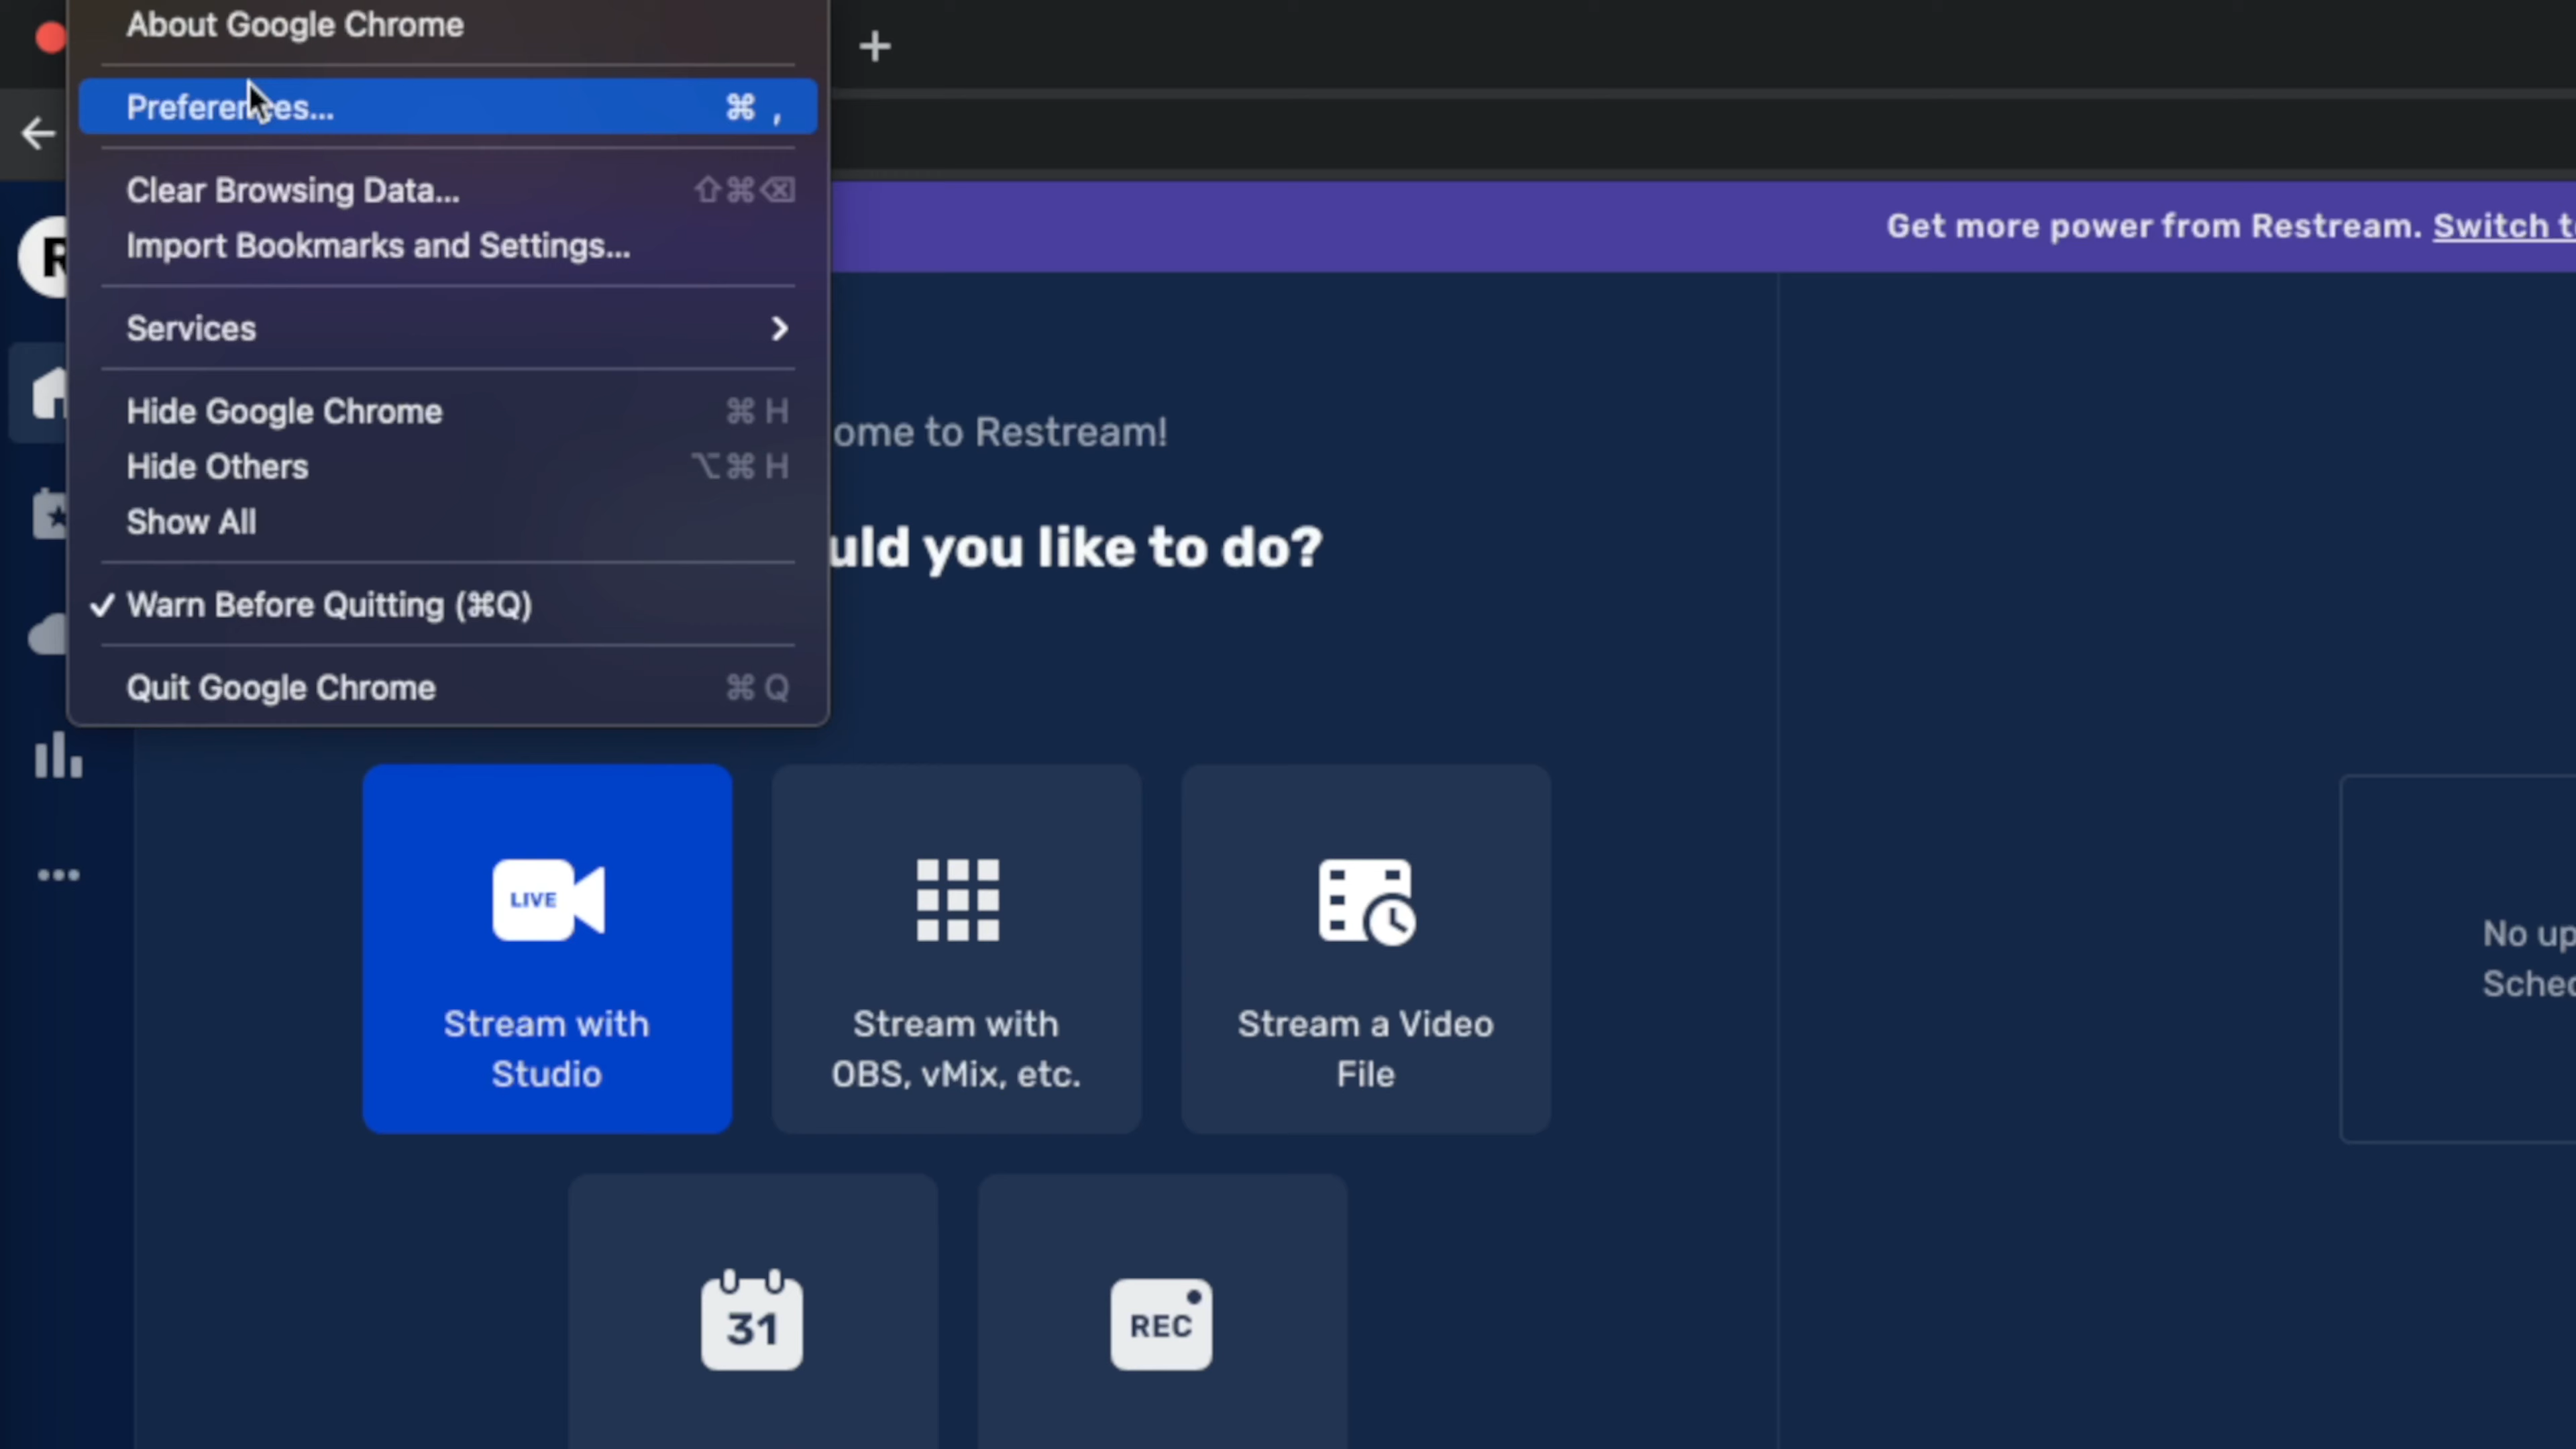 About Google Chrome
Preferences... ⌘ ,
Clear Browsing Data... ⇧⌘⌫
Import Bookmarks and Settings...
Services
Hide Google Chrome ⌘ H
Hide Others ⌥⌘ H
Show All
✓ Warn Before Quitting (⌘Q)
Quit Google Chrome ⌘ Q
R
Get more power from Restream. Switch
ome to Restream!
uld you like to do?
LIVE
Stream with
Studio
Stream with
OBS, vMix, etc.
Stream a Video
File
No up
Sched
31
REC